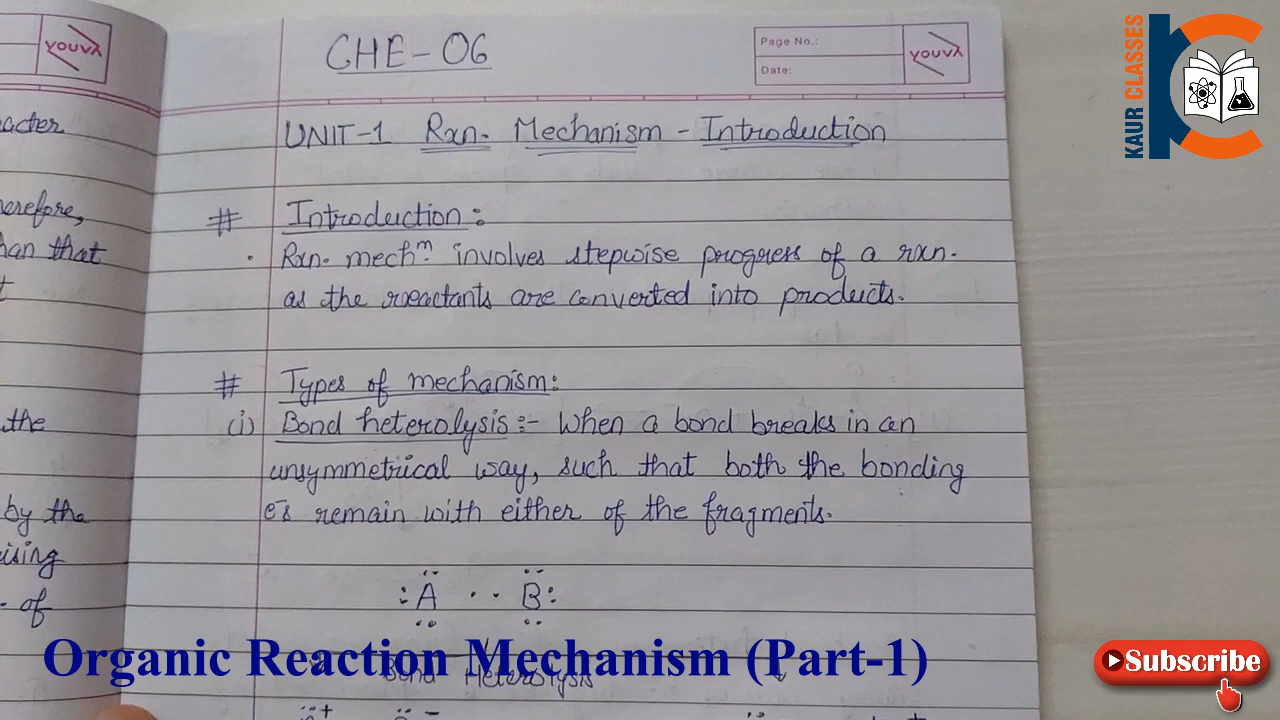 CHE-06
Page No.:
Date:
youva
youva
KAUR CLASSES
UNIT-1 Rxn. Mechanism - Introduction
# Introduction:
. Rxn. mechᵐ. involves stepwise progress of a rxn.
as the reactants are converted into products.
# Types of mechanism:
(i) Bond heterolysis :- When a bond breaks in an
unsymmetrical way, such that both the bonding
e⁻s remain with either of the fragments.
:A .. B:
Bond Heterolysis
acter
herefore,
han that
the
by the
ising
- of
Organic Reaction Mechanism (Part-1)
Subscribe